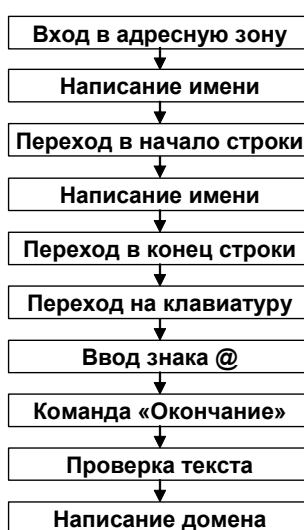 Вход в адресную зону
Написание имени
Переход в начало строки
Написание имени
Переход в конец строки
Переход на клавиатуру
Ввод знака @
Команда «Окончание»
Проверка текста
Написание домена